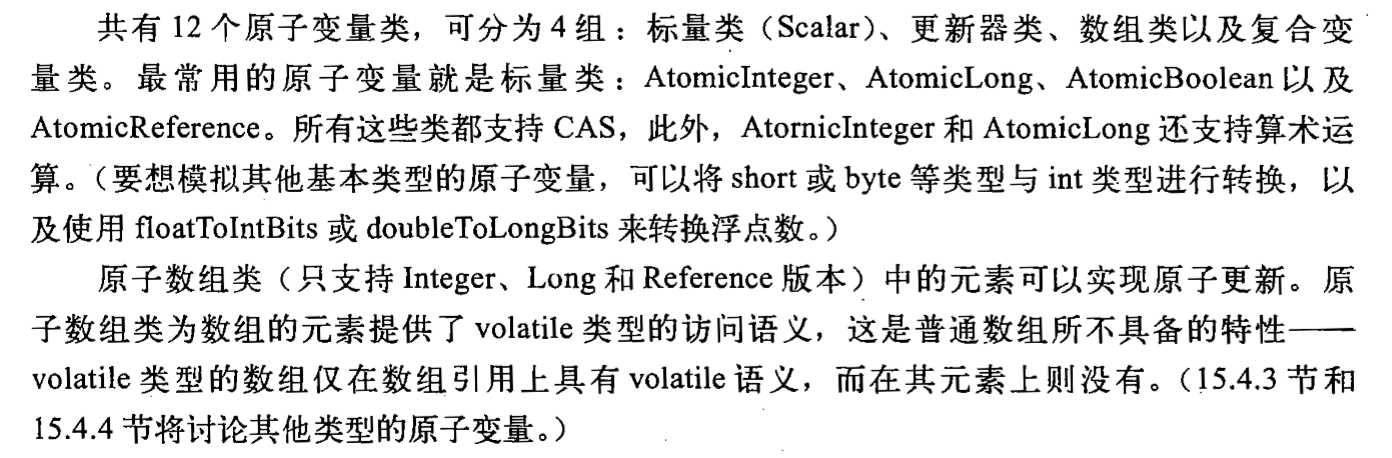 共有 12 个原子变量类，可分为 4 组：标量类（Scalar）、更新器类、数组类以及复合变
量类。最常用的原子变量就是标量类：AtomicInteger、AtomicLong、AtomicBoolean 以及
AtomicReference。所有这些类都支持 CAS，此外，AtornicInteger 和 AtomicLong 还支持算术运
算。（要想模拟其他基本类型的原子变量，可以将 short 或 byte 等类型与 int 类型进行转换，以
及使用 floatToIntBits 或 doubleToLongBits 来转换浮点数。）
原子数组类（只支持 Integer、Long 和 Reference 版本）中的元素可以实现原子更新。原
子数组类为数组的元素提供了 volatile 类型的访问语义，这是普通数组所不具备的特性——
volatile 类型的数组仅在数组引用上具有 volatile 语义，而在其元素上则没有。（15.4.3 节和
15.4.4 节将讨论其他类型的原子变量。）